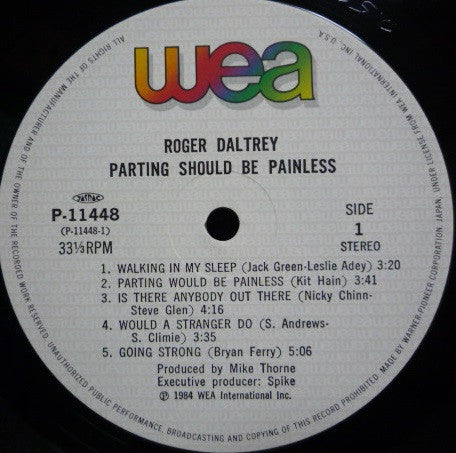 wea
ROGER DALTREY
PARTING SHOULD BE PAINLESS
P-11448
(P-11448-1)
33⅓RPM
SIDE
1
STEREO
1. WALKING IN MY SLEEP (Jack Green-Leslie Adey) 3:20
2. PARTING WOULD BE PAINLESS (Kit Hain) 3:41
3. IS THERE ANYBODY OUT THERE (Nicky Chinn-
Steve Glen) 4:16
4. WOULD A STRANGER DO (S. Andrews-
S. Climie) 3:35
5. GOING STRONG (Bryan Ferry) 5:06
Produced by Mike Thorne
Executive producer: Spike
Ⓟ 1984 WEA International Inc.
ALL RIGHTS OF THE MANUFACTURER AND OF THE OWNER OF THE RECORDED WORK RESERVED. UNAUTHORIZED PUBLIC PERFORMANCE, BROADCASTING AND COPYING OF THIS RECORD PROHIBITED. MADE BY WARNER-PIONEER CORPORATION, JAPAN, UNDER LICENSE FROM WEA INTERNATIONAL INC., U.S.A.